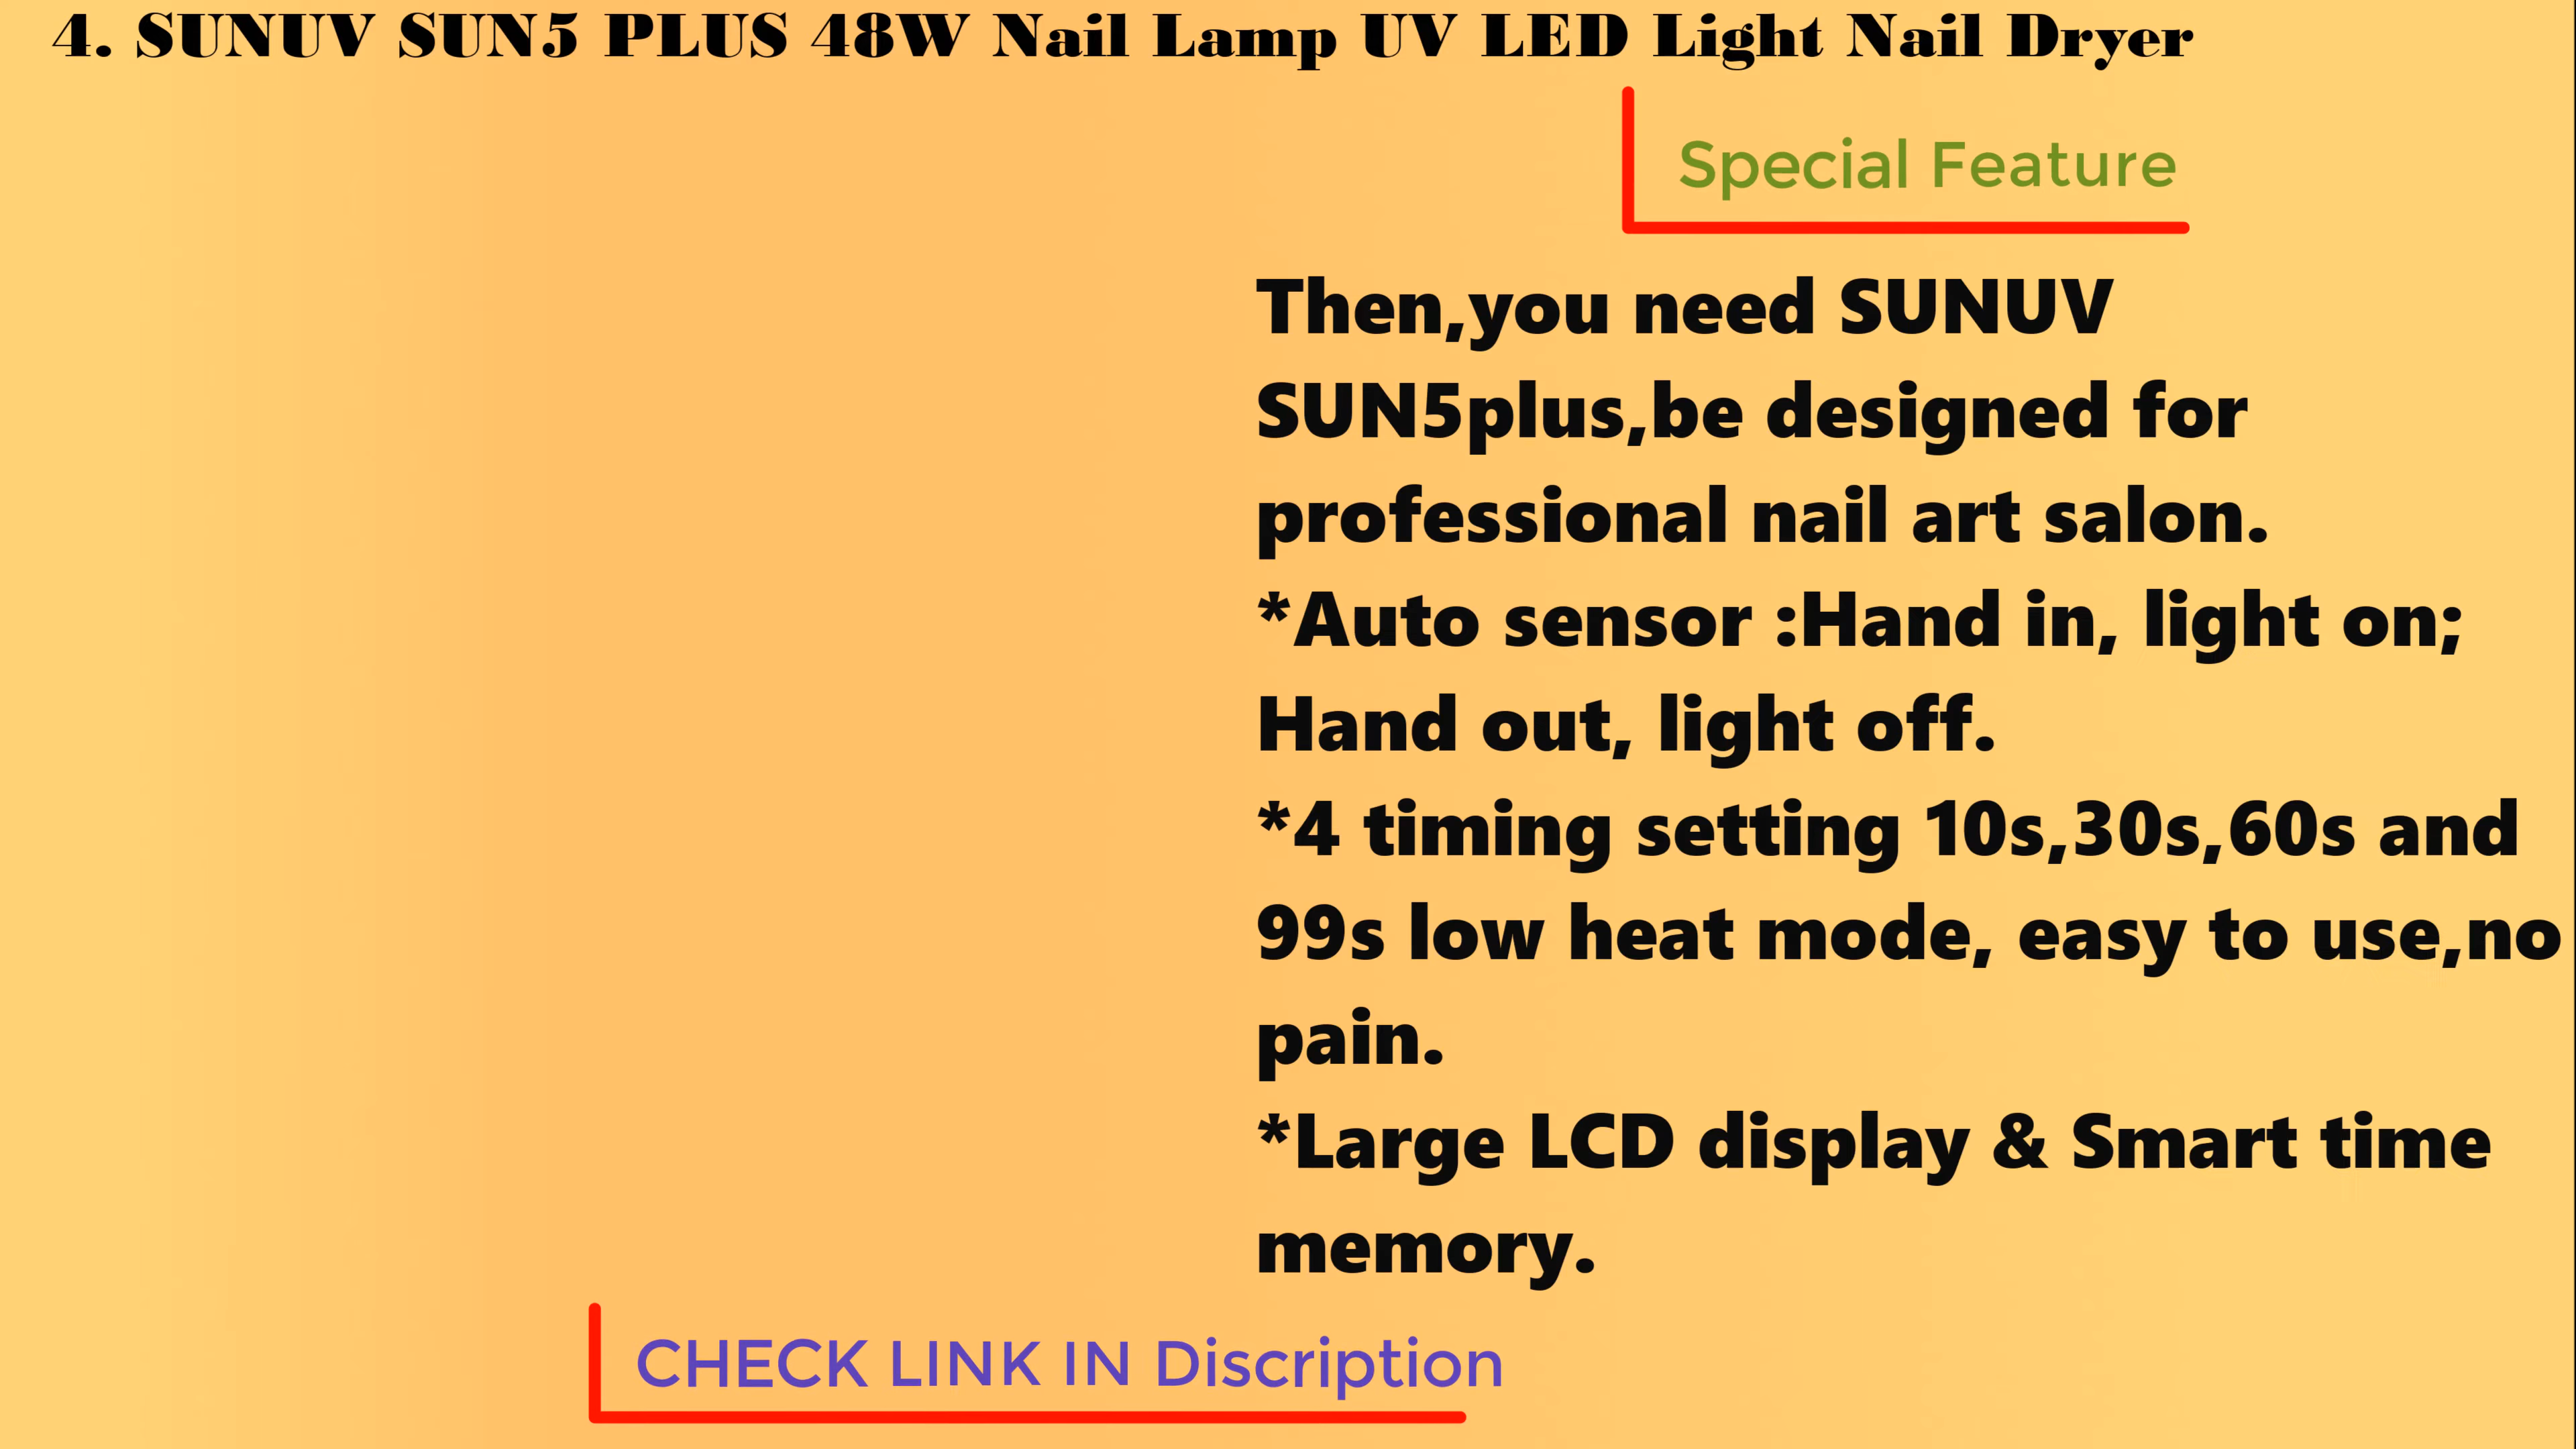 4. SUNUV SUN5 PLUS 48W Nail Lamp UV LED Light Nail Dryer
Special Feature
Then,you need SUNUV
SUN5plus,be designed for
professional nail art salon.
*Auto sensor :Hand in, light on;
Hand out, light off.
*4 timing setting 10s,30s,60s and
99s low heat mode, easy to use,no
pain.
*Large LCD display & Smart time
memory.
CHECK LINK IN Discription